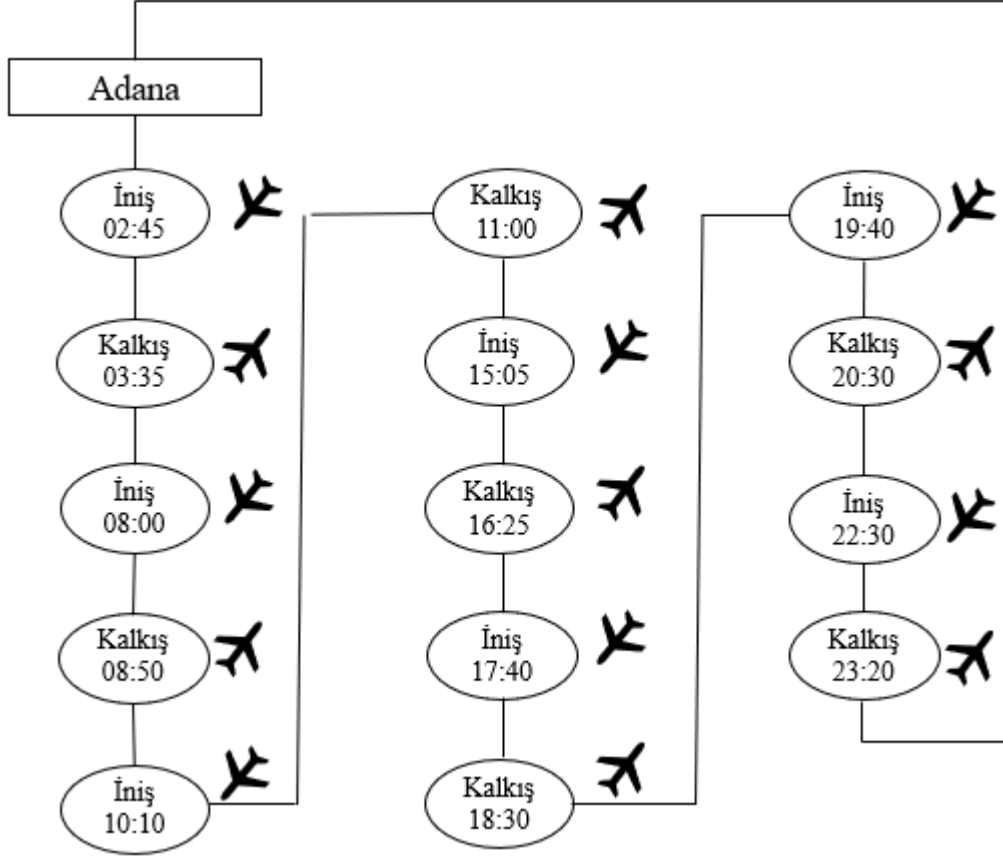 Adana
İniş
02:45
Kalkış
03:35
İniş
08:00
Kalkış
08:50
İniş
10:10
Kalkış
11:00
İniş
15:05
Kalkış
16:25
İniş
17:40
Kalkış
18:30
İniş
19:40
Kalkış
20:30
İniş
22:30
Kalkış
23:20